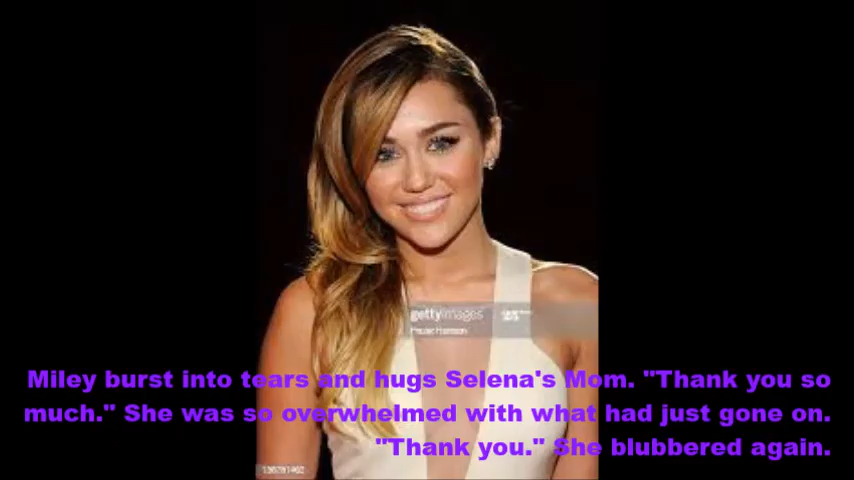 gettyimages
Miley burst into tears and hugs Selena's Mom. "Thank you so
much." She was so overwhelmed with what had just gone on.
"Thank you." She blubbered again.